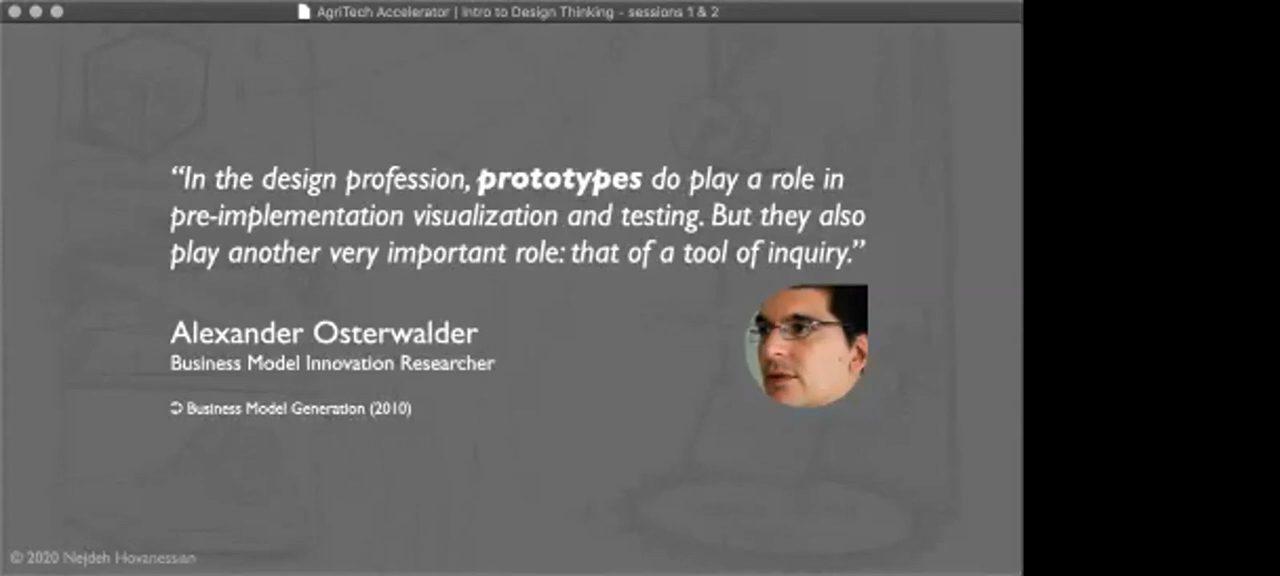 AgriTech Accelerator | Intro to Design Thinking - sessions 1 & 2
“In the design profession, prototypes do play a role in
pre-implementation visualization and testing. But they also
play another very important role: that of a tool of inquiry.”
Alexander Osterwalder
Business Model Innovation Researcher
➲ Business Model Generation (2010)
© 2020 Nejdeh Hovanessian